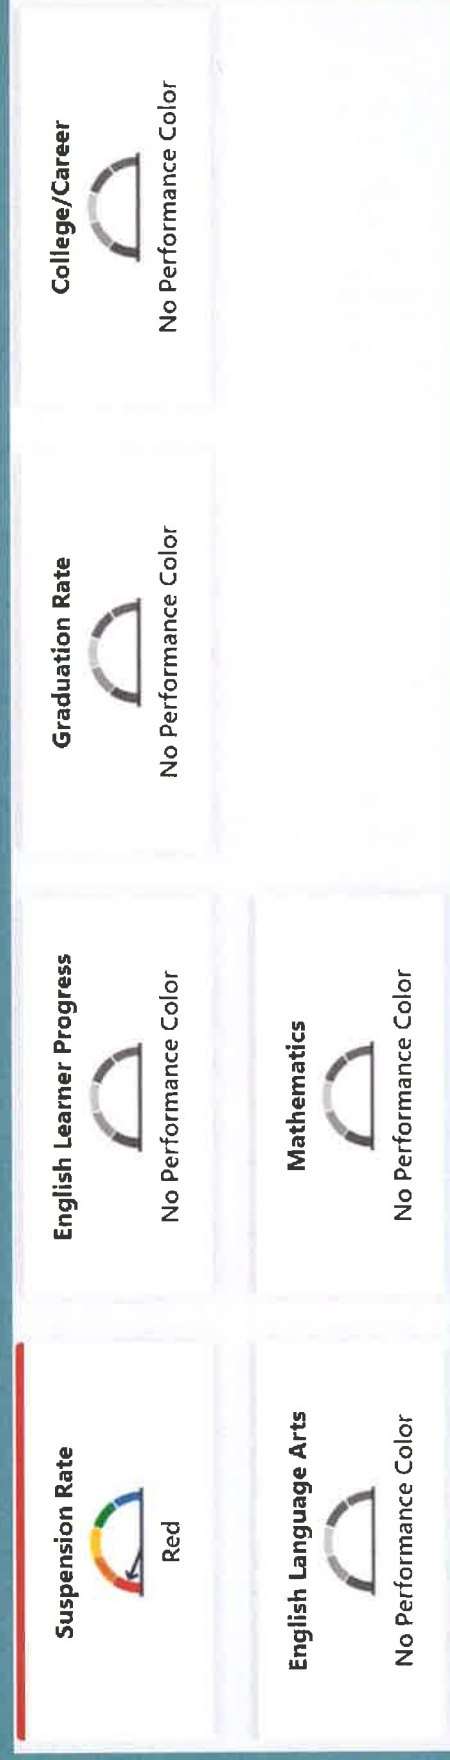 Suspension Rate
Red
English Learner Progress
No Performance Color
Graduation Rate
No Performance Color
College/Career
No Performance Color
English Language Arts
No Performance Color
Mathematics
No Performance Color